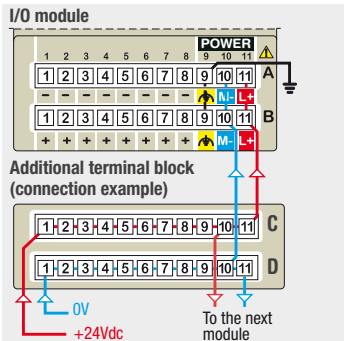 I/O module
POWER
1 2 3 4 5 6 7 8 9 10 11
1 2 3 4 5 6 7 8 9 10 11 A
- - - - - - - - M- L+
1 2 3 4 5 6 7 8 9 10 11 B
+ + + + + + + + M- L+
Additional terminal block
(connection example)
1 2 3 4 5 6 7 8 9 10 11 C
1 2 3 4 5 6 7 8 9 10 11 D
0V
+24Vdc
To the next
module